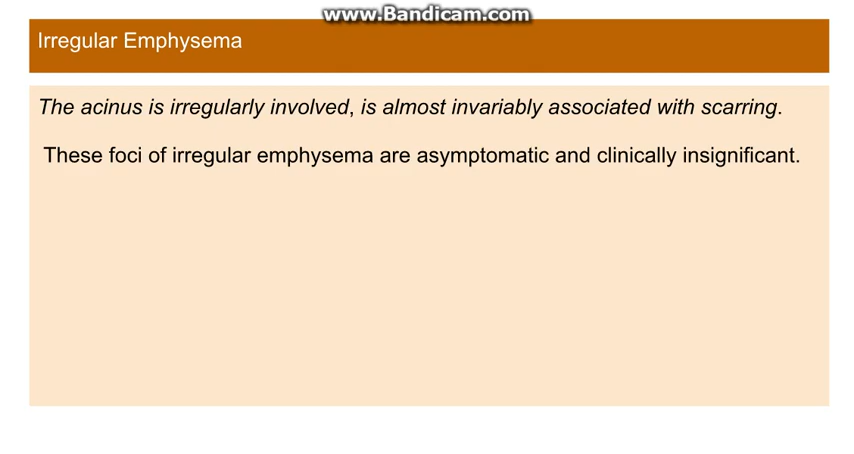 www.Bandicam.com
Irregular Emphysema
The acinus is irregularly involved, is almost invariably associated with scarring.
These foci of irregular emphysema are asymptomatic and clinically insignificant.